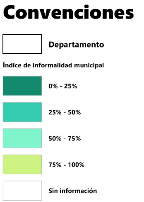 Convenciones
Departamento
Índice de informalidad municipal
0% - 25%
25% - 50%
50% - 75%
75% - 100%
Sin información